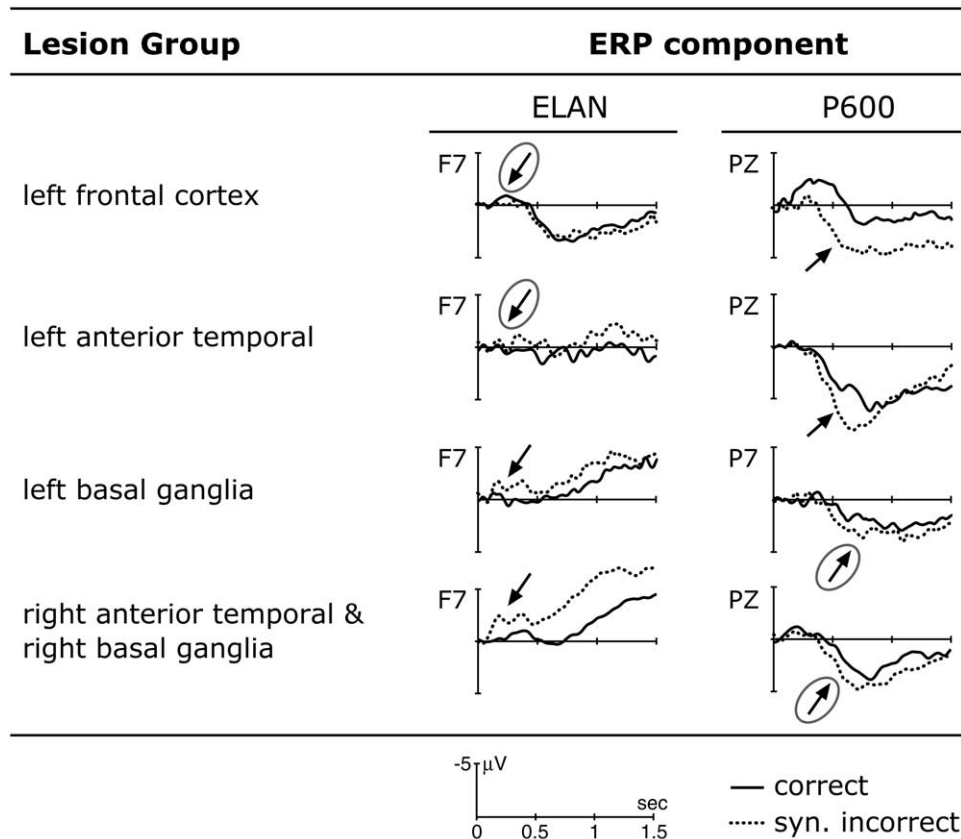 Lesion Group ERP component
ELAN P600
left frontal cortex F7 PZ
left anterior temporal F7 PZ
left basal ganglia F7 P7
right anterior temporal & F7 PZ
right basal ganglia
-5 μV
sec
0 0.5 1 1.5
correct
syn. incorrect